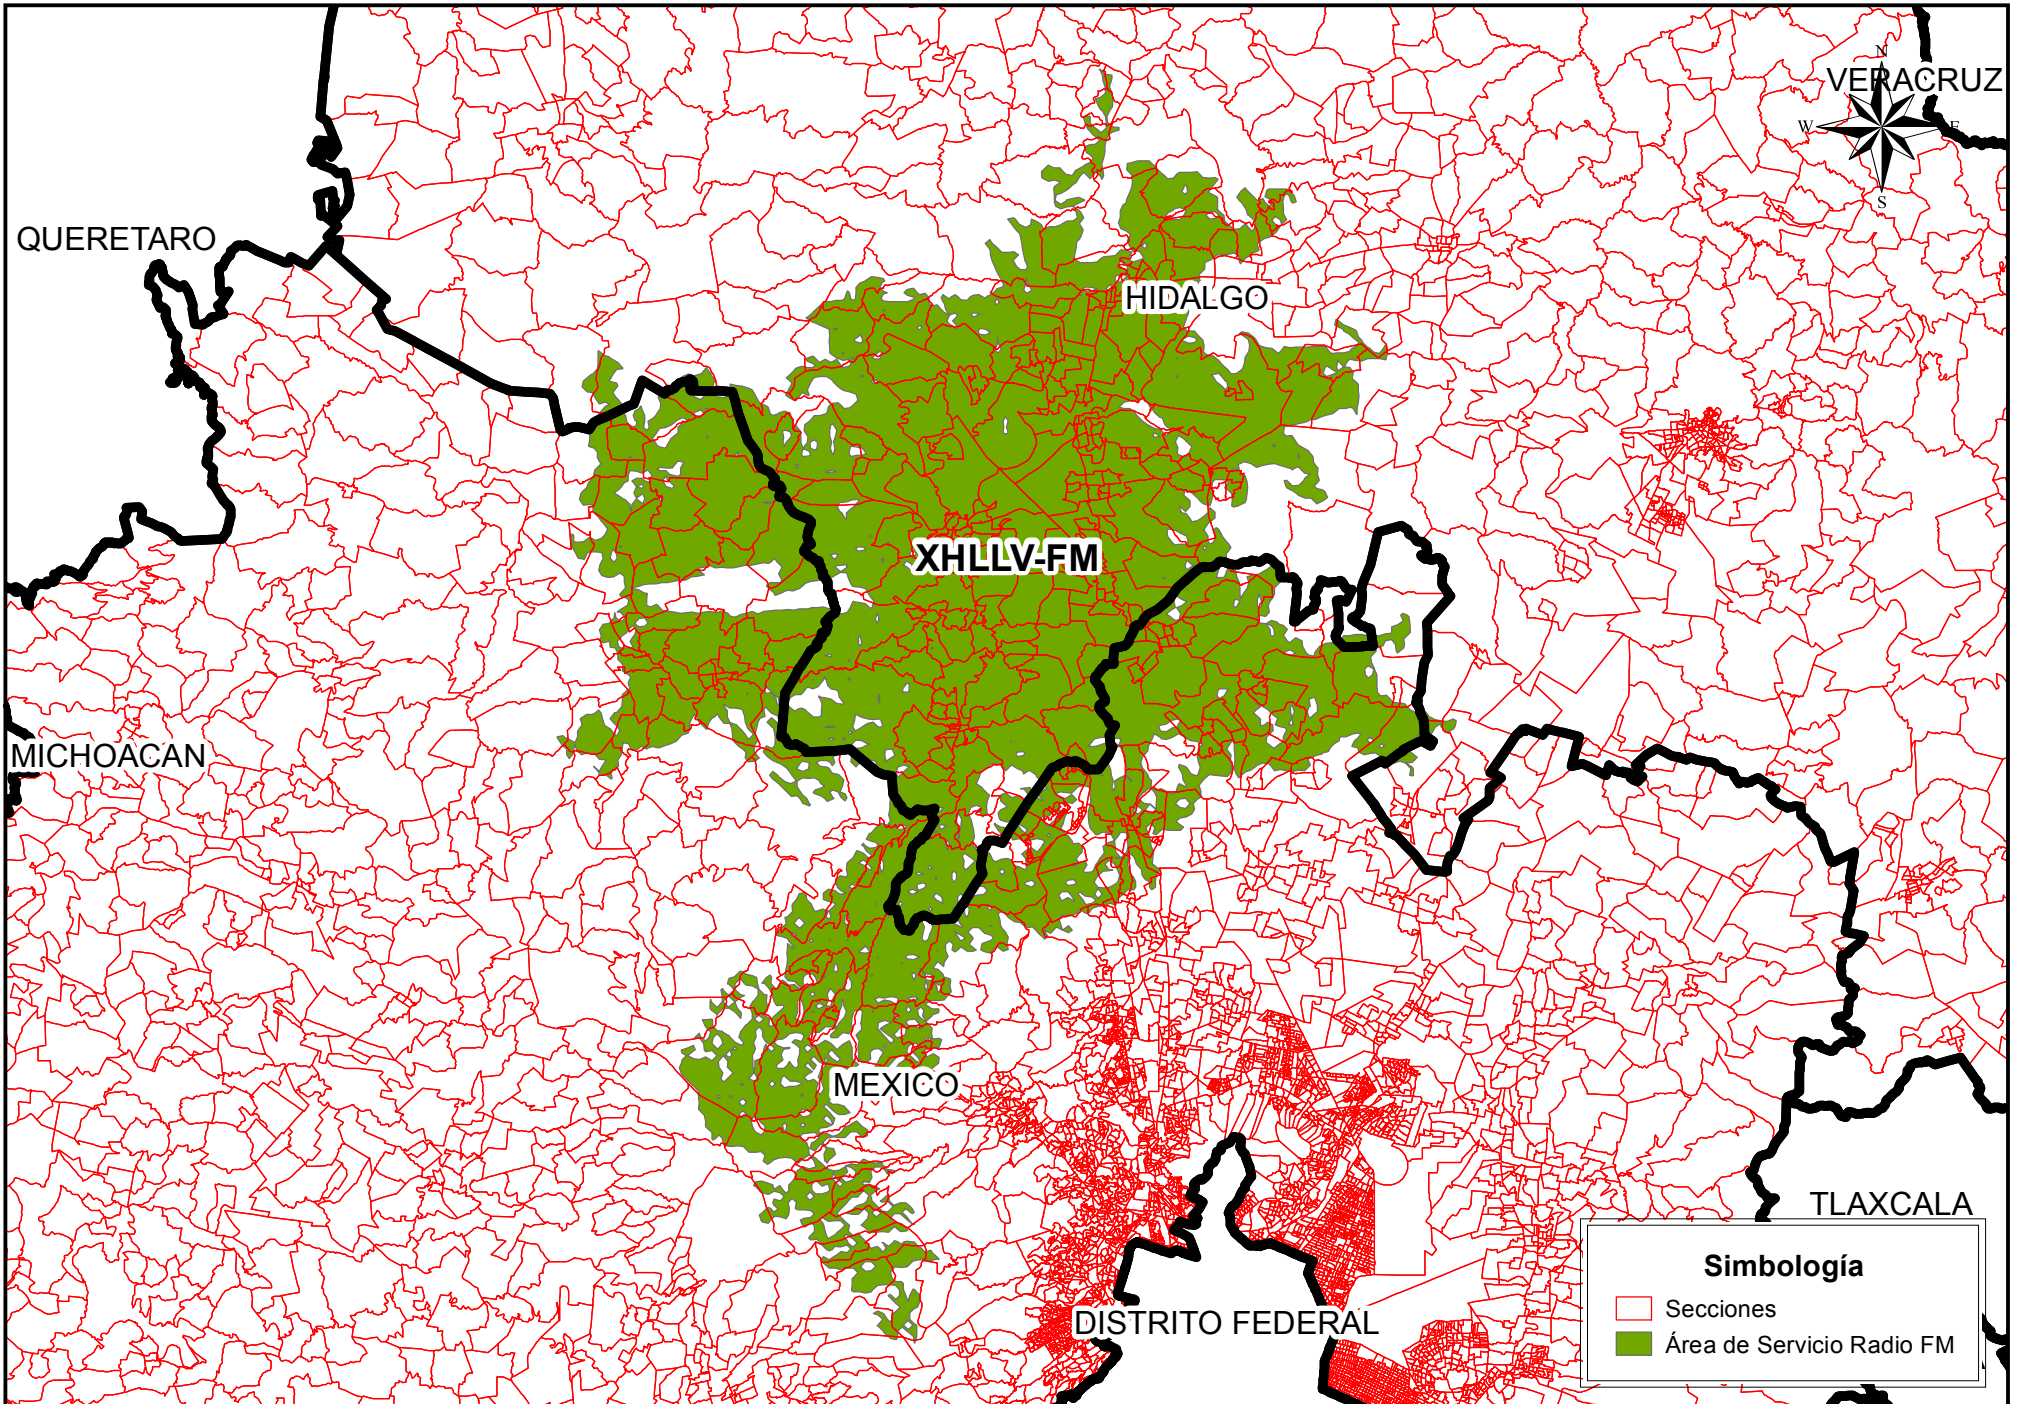 N
VERACRUZ
W
E
S
QUERETARO
HIDALGO
XHLLV-FM
MICHOACAN
MEXICO
TLAXCALA
DISTRITO FEDERAL
Simbología
Secciones
Área de Servicio Radio FM